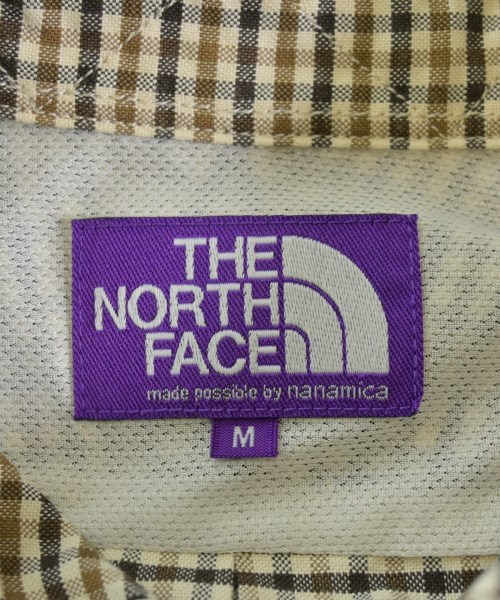 THE
NORTH
FACE
made possible by nanamica
M